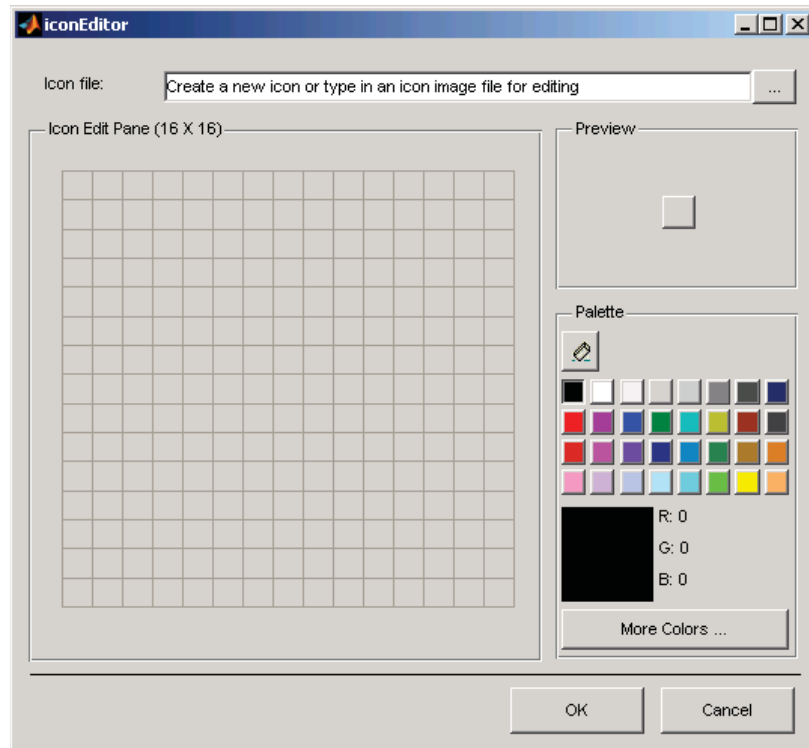 iconEditor
Icon file:
Create a new icon or type in an icon image file for editing
...
Icon Edit Pane (16 X 16)
Preview
Palette
R: 0
G: 0
B: 0
More Colors ...
OK
Cancel